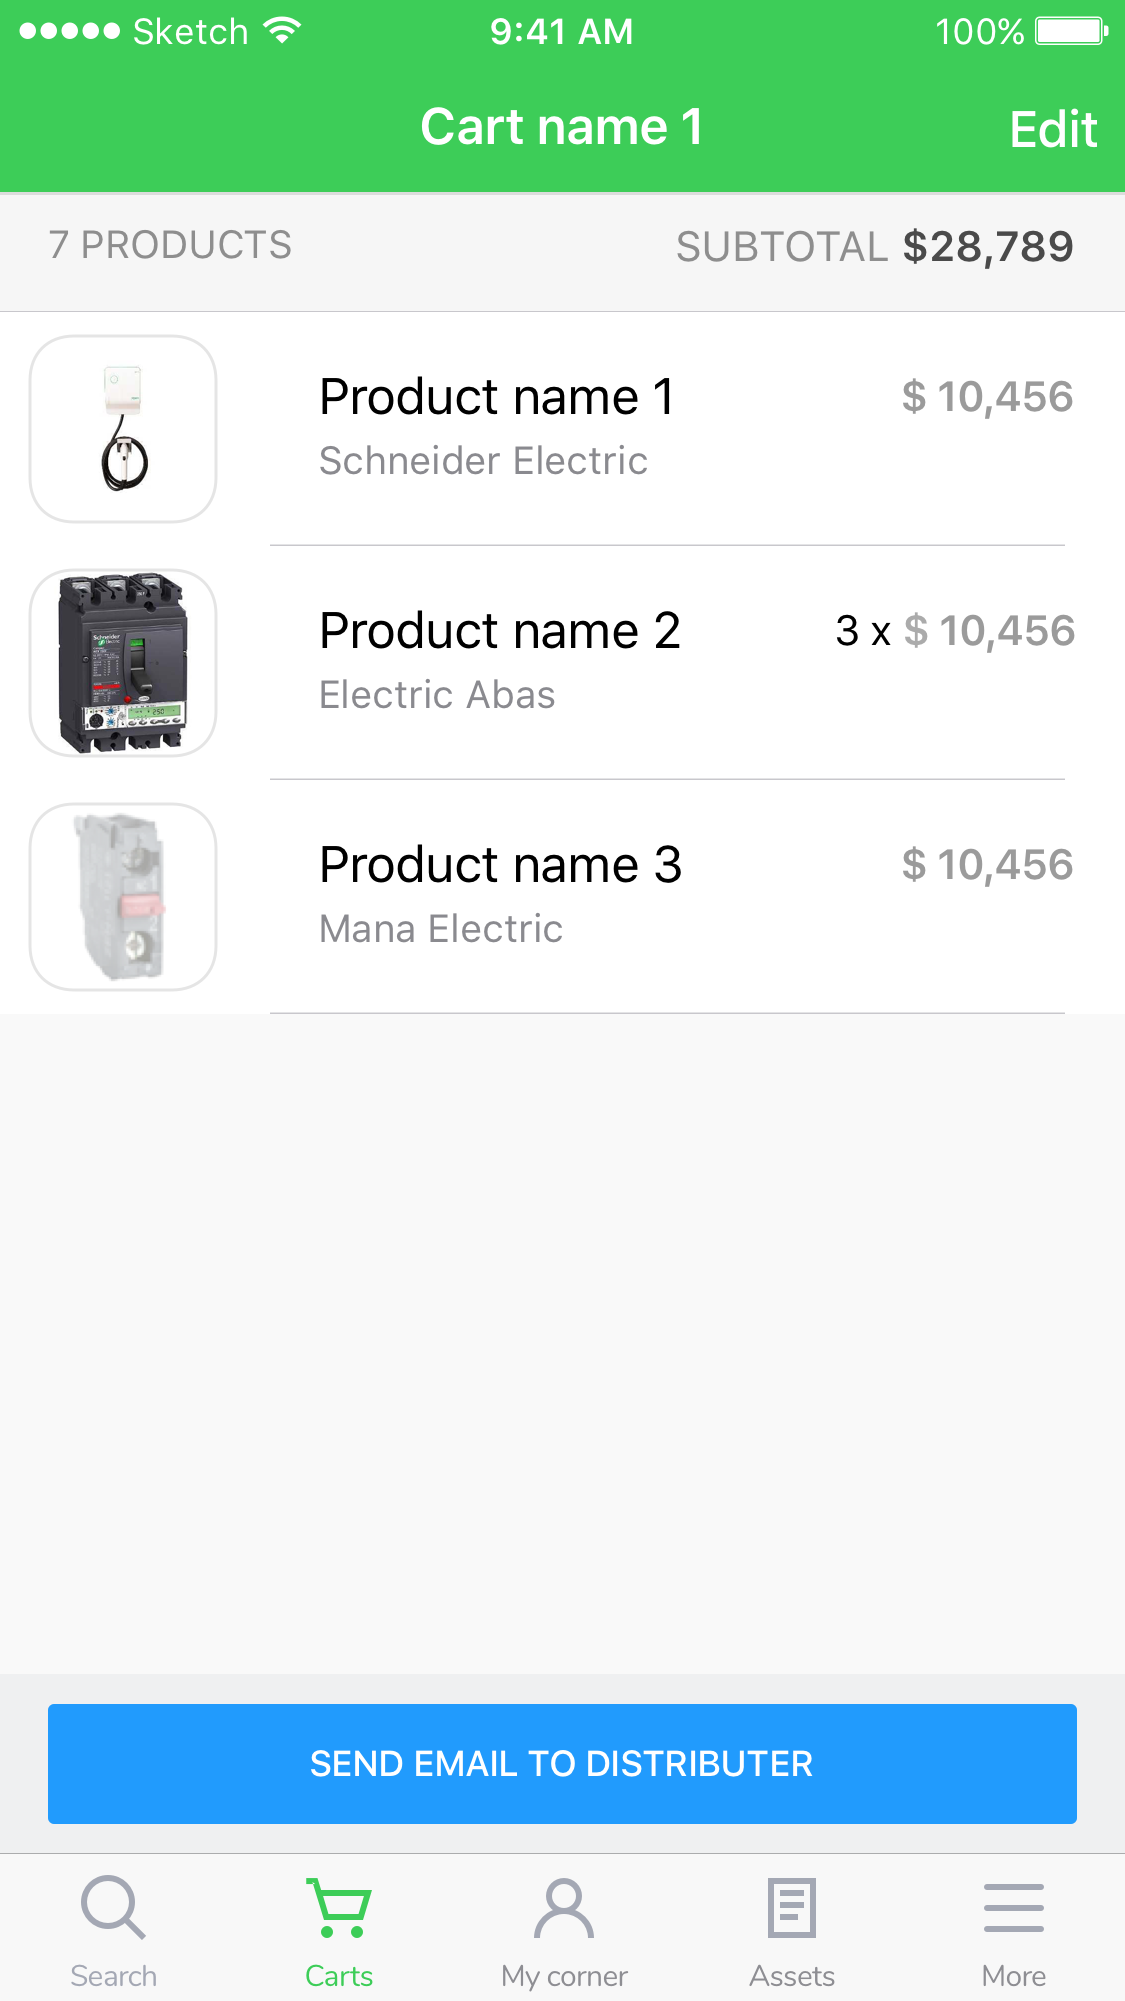 Sketch 9:41 AM 100%
Cart name 1 Edit
7 PRODUCTS SUBTOTAL $28,789
Product name 1 $ 10,456
Schneider Electric
Schneider
Electric
Product name 2 3 x $ 10,456
Electric Abas
Product name 3 $ 10,456
Mana Electric
SEND EMAIL TO DISTRIBUTER
Search Carts My corner Assets More